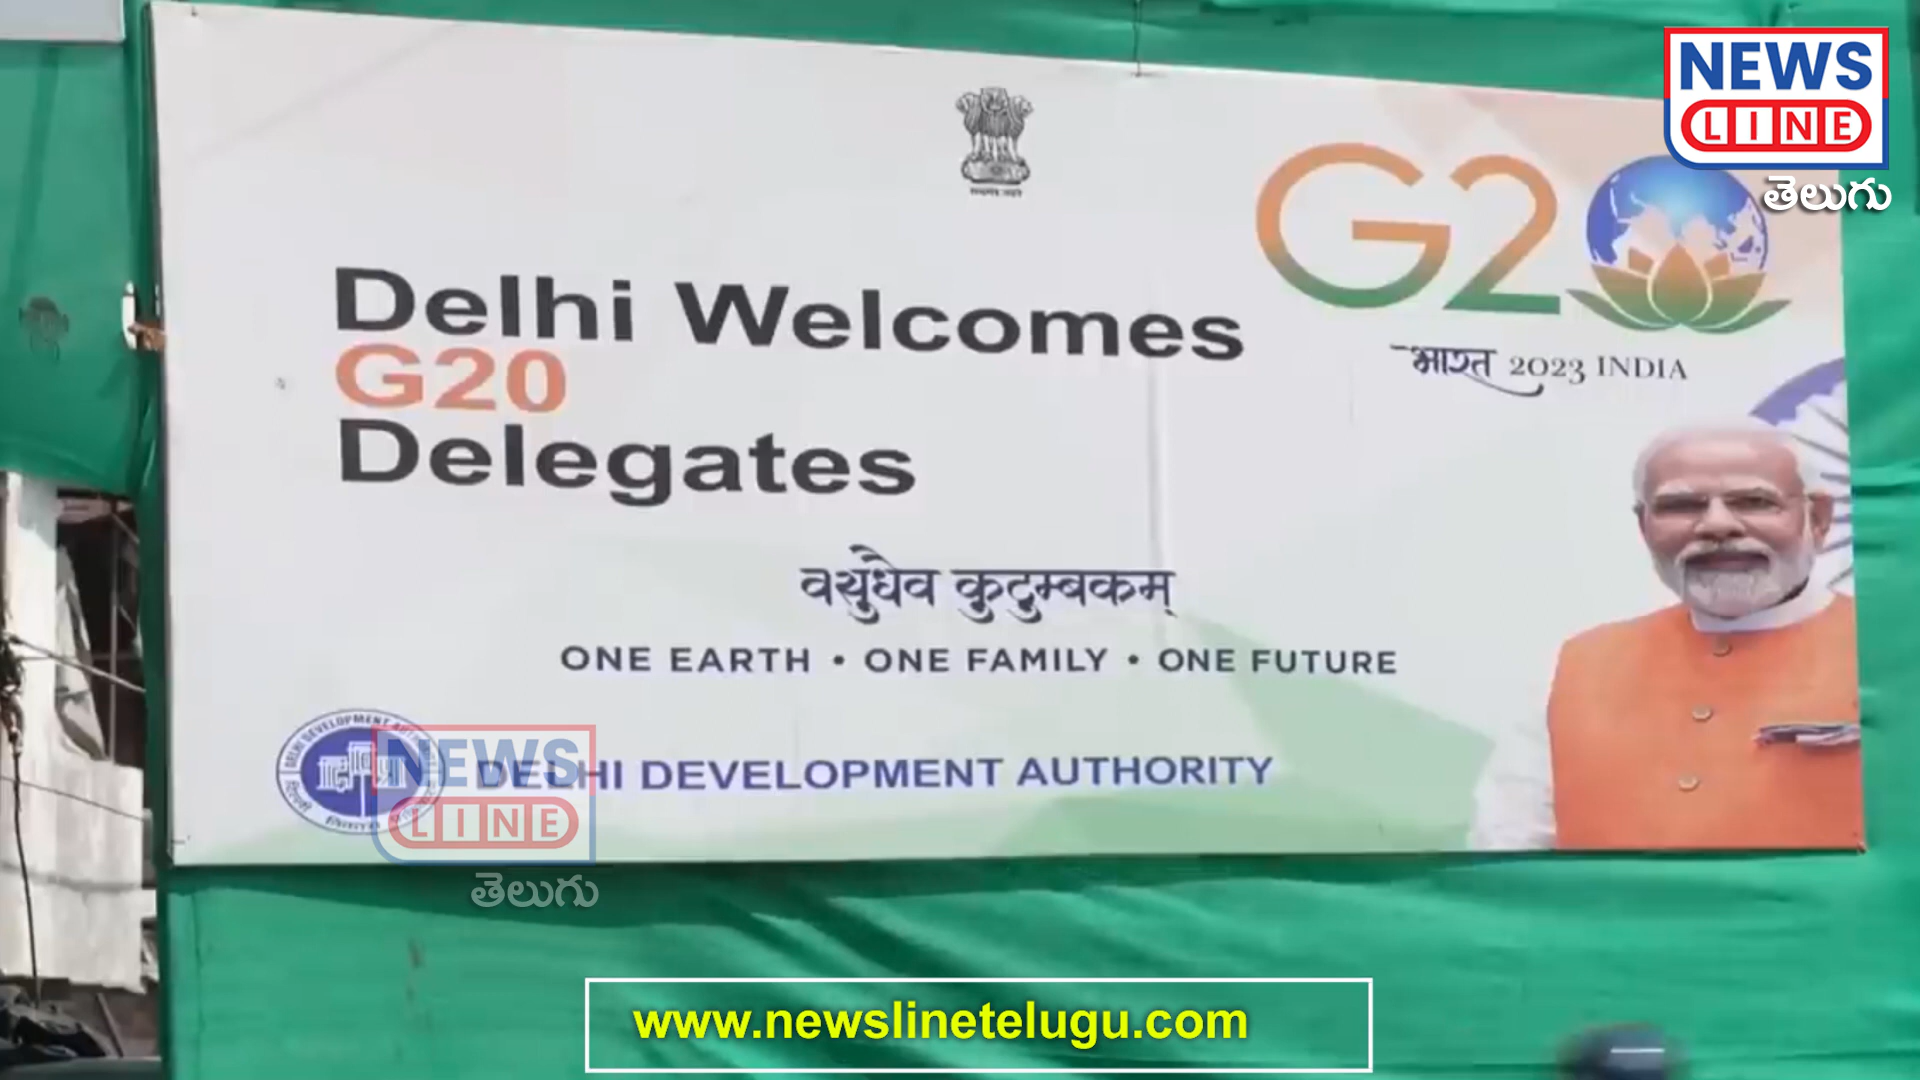 NEWS
LINE
తెలుగు
G20
भारत 2023 INDIA
Delhi Welcomes
G20
Delegates
वसुधैव कुटुम्बकम्
ONE EARTH • ONE FAMILY • ONE FUTURE
DELHI DEVELOPMENT AUTHORITY
NEWS
LINE
తెలుగు
www.newslinetelugu.com